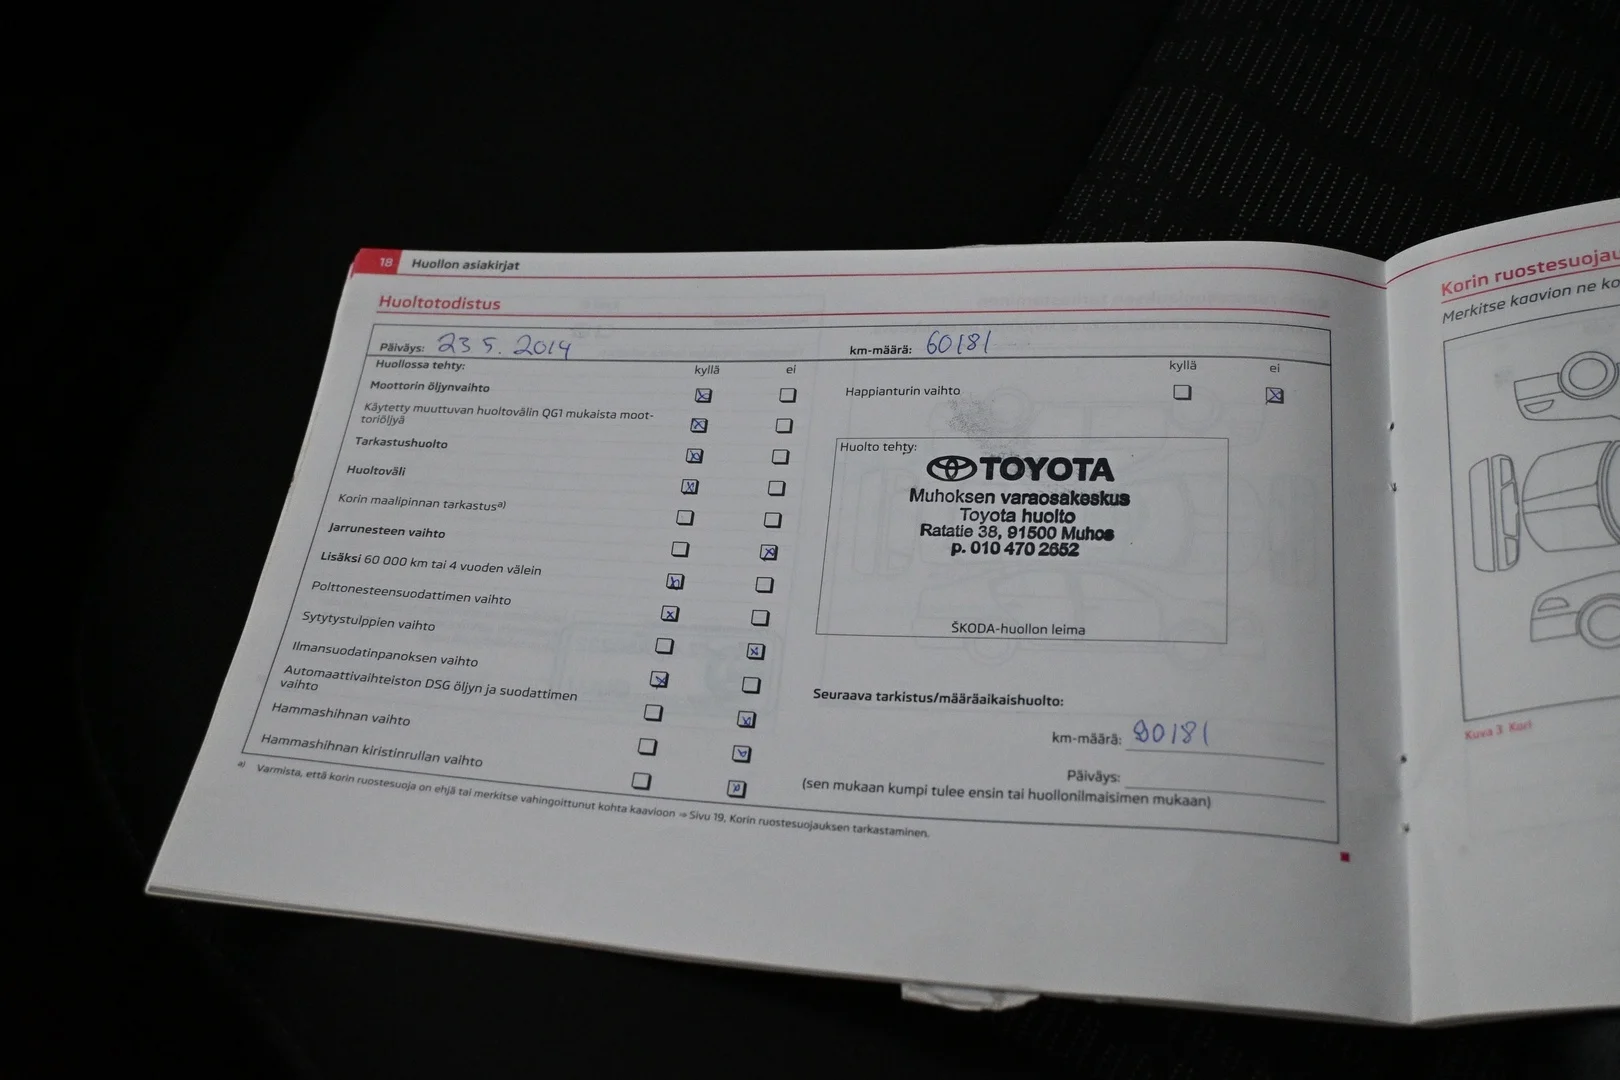 18 Huollon asiakirjat
Huoltotodistus
Päiväys: 23 5. 2014
km-määrä: 60181
Huollossa tehty:
kyllä ei
Moottorin öljynvaihto
Käytetty muuttuvan huoltovälin QG1 mukaista moot-
toriöljyä
Tarkastushuolto
Huoltoväli
Korin maalipinnan tarkastusa)
Jarrunesteen vaihto
Lisäksi 60 000 km tai 4 vuoden välein
Polttonesteensuodattimen vaihto
Sytytystulppien vaihto
Ilmansuodatinpanoksen vaihto
Automaattivaihteiston DSG öljyn ja suodattimen
vaihto
Hammashihnan vaihto
Hammashihnan kiristinrullan vaihto
a) Varmista, että korin ruostesuoja on ehjä tai merkitse vahingoittunut kohta kaavioon ⇒ Sivu 19, Korin ruostesuojauksen tarkastaminen.
kyllä ei
Happianturin vaihto
Huolto tehty:
TOYOTA
Muhoksen varaosakeskus
Toyota huolto
Ratatie 38, 91500 Muhos
p. 010 470 2652
ŠKODA-huollon leima
Seuraava tarkistus/määräaikaishuolto:
km-määrä: 90181
Päiväys:
(sen mukaan kumpi tulee ensin tai huollonilmaisimen mukaan)
Korin ruostesuojau
Merkitse kaavion ne ko
Kuva 3 Kori